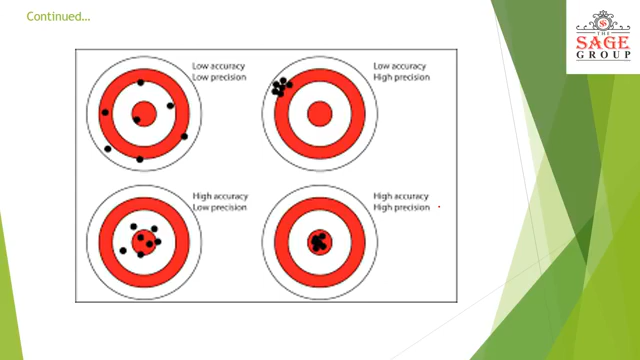 Continued…
THE
SAGE
GROUP
Low accuracy
Low precision
Low accuracy
High precision
High accuracy
Low precision
High accuracy
High precision